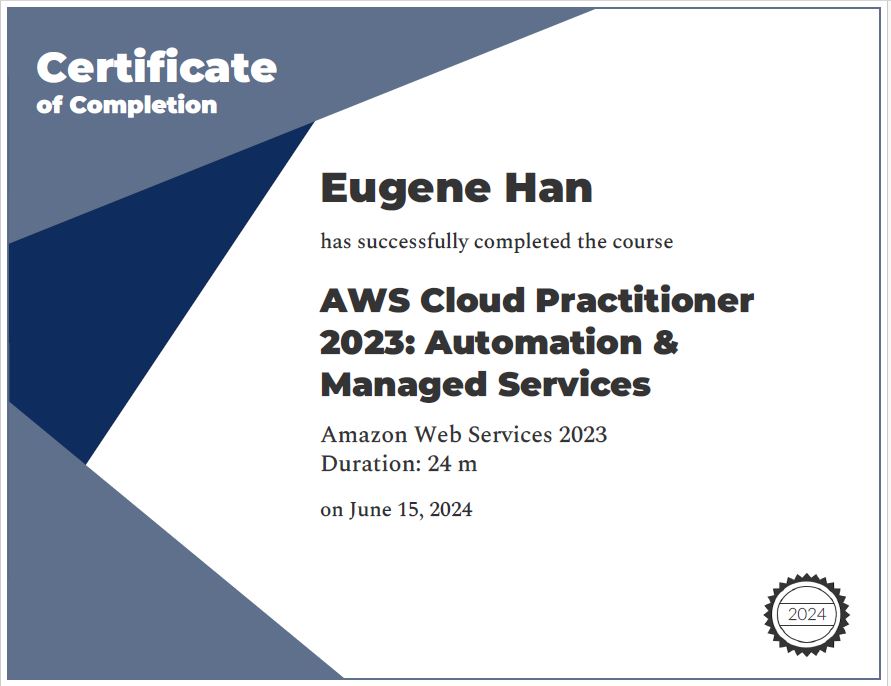 Certificate
of Completion
Eugene Han
has successfully completed the course
AWS Cloud Practitioner
2023: Automation &
Managed Services
Amazon Web Services 2023
Duration: 24 m
on June 15, 2024
2024